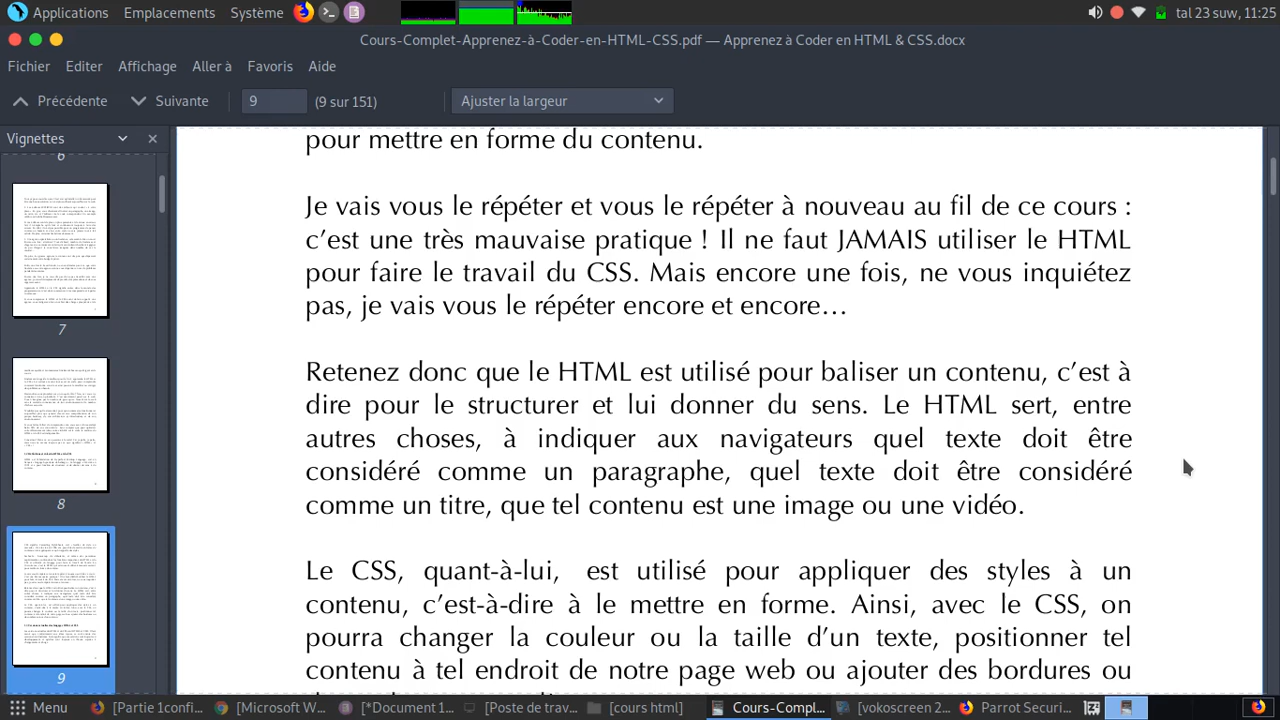 Applications Emplacements Système tal 23 suw, 11:25
Cours-Complet-Apprenez-à-Coder-en-HTML-CSS.pdf — Apprenez à Coder en HTML & CSS.docx
Fichier Editer Affichage Aller à Favoris Aide
Précédente Suivante 9 (9 sur 151) Ajuster la largeur
Vignettes
6
7
8
9
pour mettre en forme du contenu.
Je vais vous le répéter et vous le répéter à nouveau au fil de ce cours :
c’est une très mauvaise pratique ! Il ne faut JAMAIS utiliser le HTML
pour faire le travail du CSS. Mais encore une fois, ne vous inquiétez
pas, je vais vous le répéter encore et encore…
Retenez donc que le HTML est utilisé pour baliser un contenu, c’est à
dire pour le structurer et lui donner du sens. Le HTML sert, entre
autres choses, à indiquer aux navigateurs quel texte doit être
considéré comme un paragraphe, quel texte doit être considéré
comme un titre, que tel contenu est une image ou une vidéo.
Le CSS, quant-à-lui, est utilisé pour appliquer des styles à un
contenu, c’est-à-dire à le mettre en forme. Ainsi, avec le CSS, on
pourra changer la couleur ou la taille d’un texte, positionner tel
contenu à tel endroit de notre page web ou ajouter des bordures ou
Menu [Partie 1confi... [Microsoft W... [*Document 1... [Poste de trav... [cours html] Cours-Compl... [vokoscreen 2... Parrot Securi...